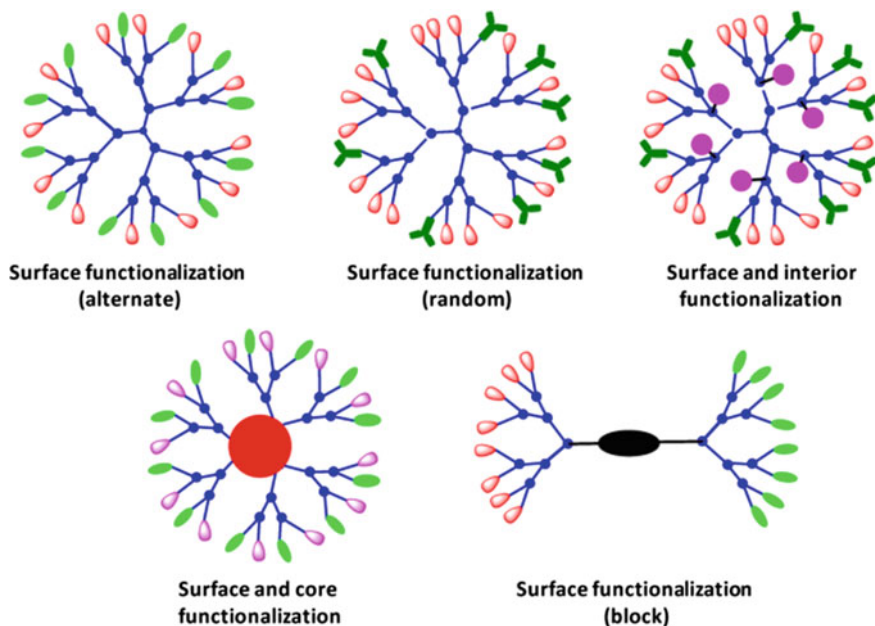 Surface functionalization
(alternate)
Surface functionalization
(random)
Surface and interior
functionalization
Surface and core
functionalization
Surface functionalization
(block)